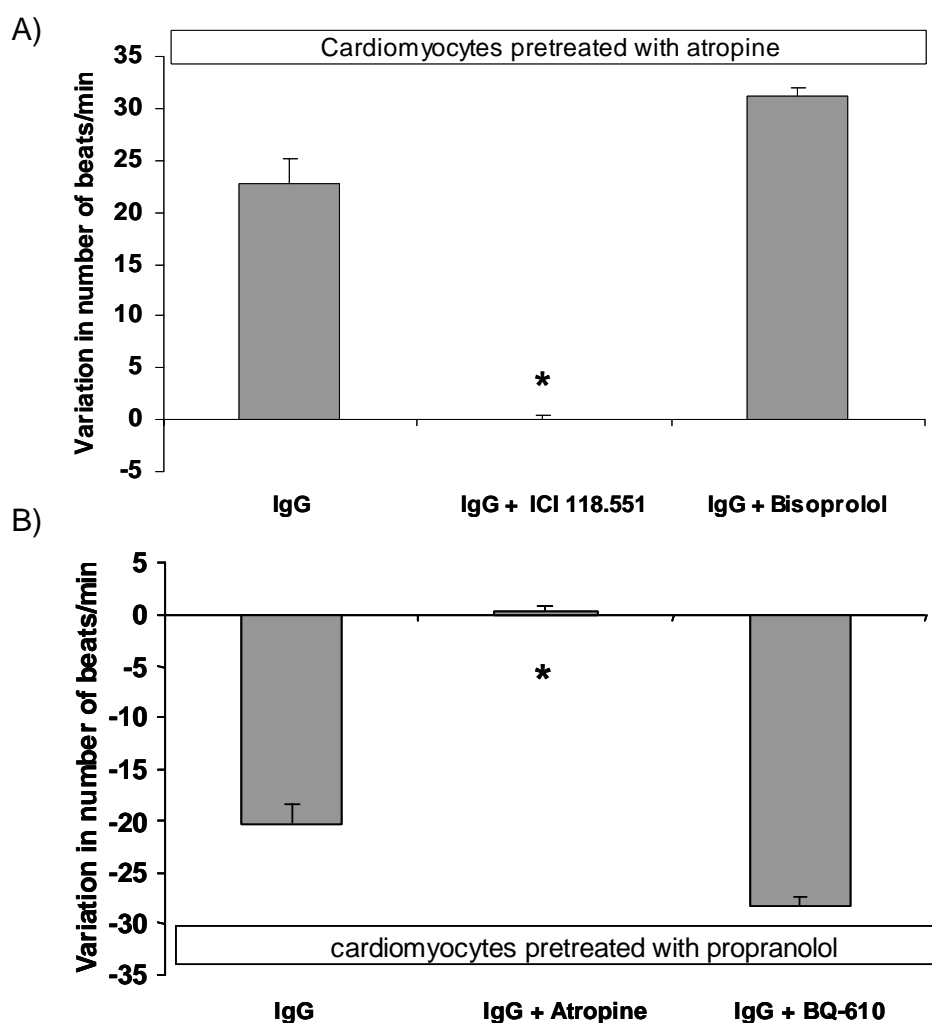 A)
Cardiomyocytes pretreated with atropine
Variation in number of beats/min
35
30
25
20
15
10
5
0
-5
*
IgG IgG + ICI 118.551 IgG + Bisoprolol
B)
Variation in number of beats/min
5
0
-5
-10
-15
-20
-25
-30
-35
*
cardiomyocytes pretreated with propranolol
IgG IgG + Atropine IgG + BQ-610